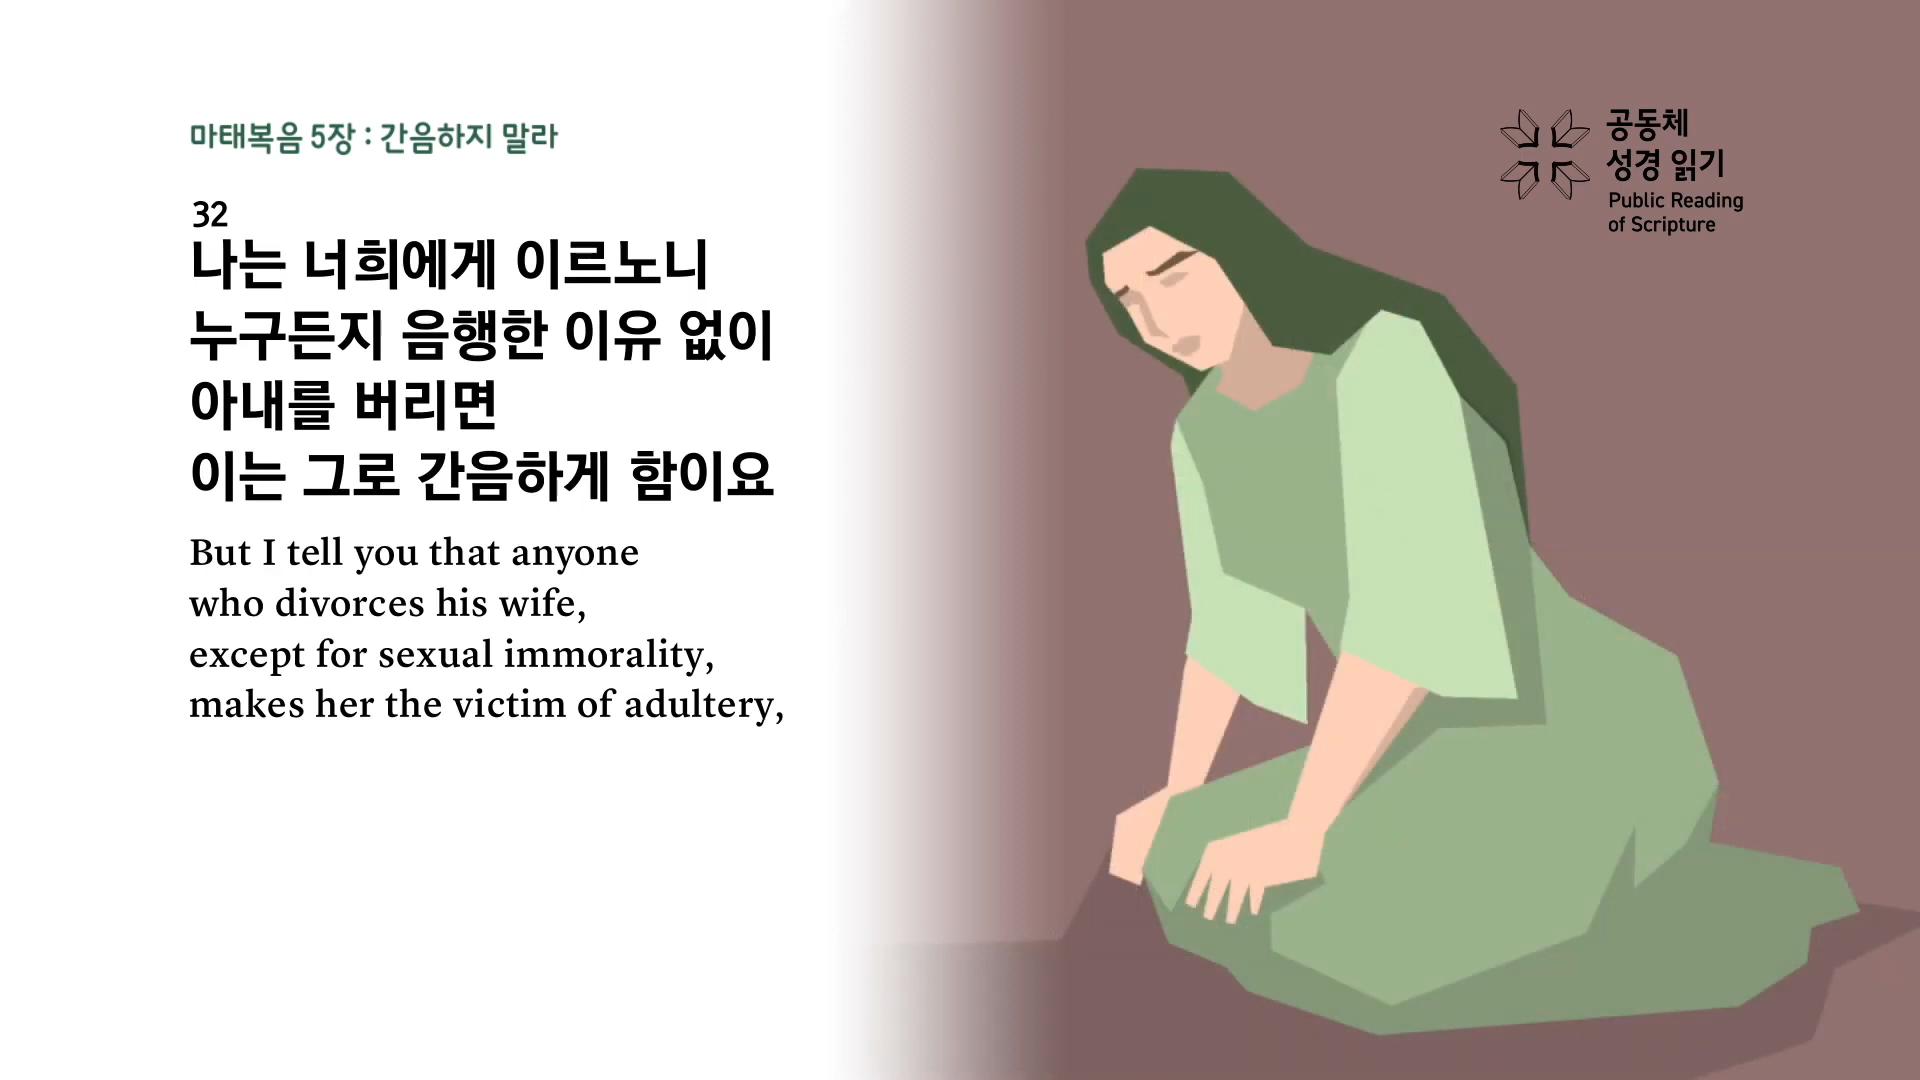 마태복음 5장 : 간음하지 말라
32
나는 너희에게 이르노니
누구든지 음행한 이유 없이
아내를 버리면
이는 그로 간음하게 함이요
But I tell you that anyone
who divorces his wife,
except for sexual immorality,
makes her the victim of adultery,
공동체
성경 읽기
Public Reading
of Scripture